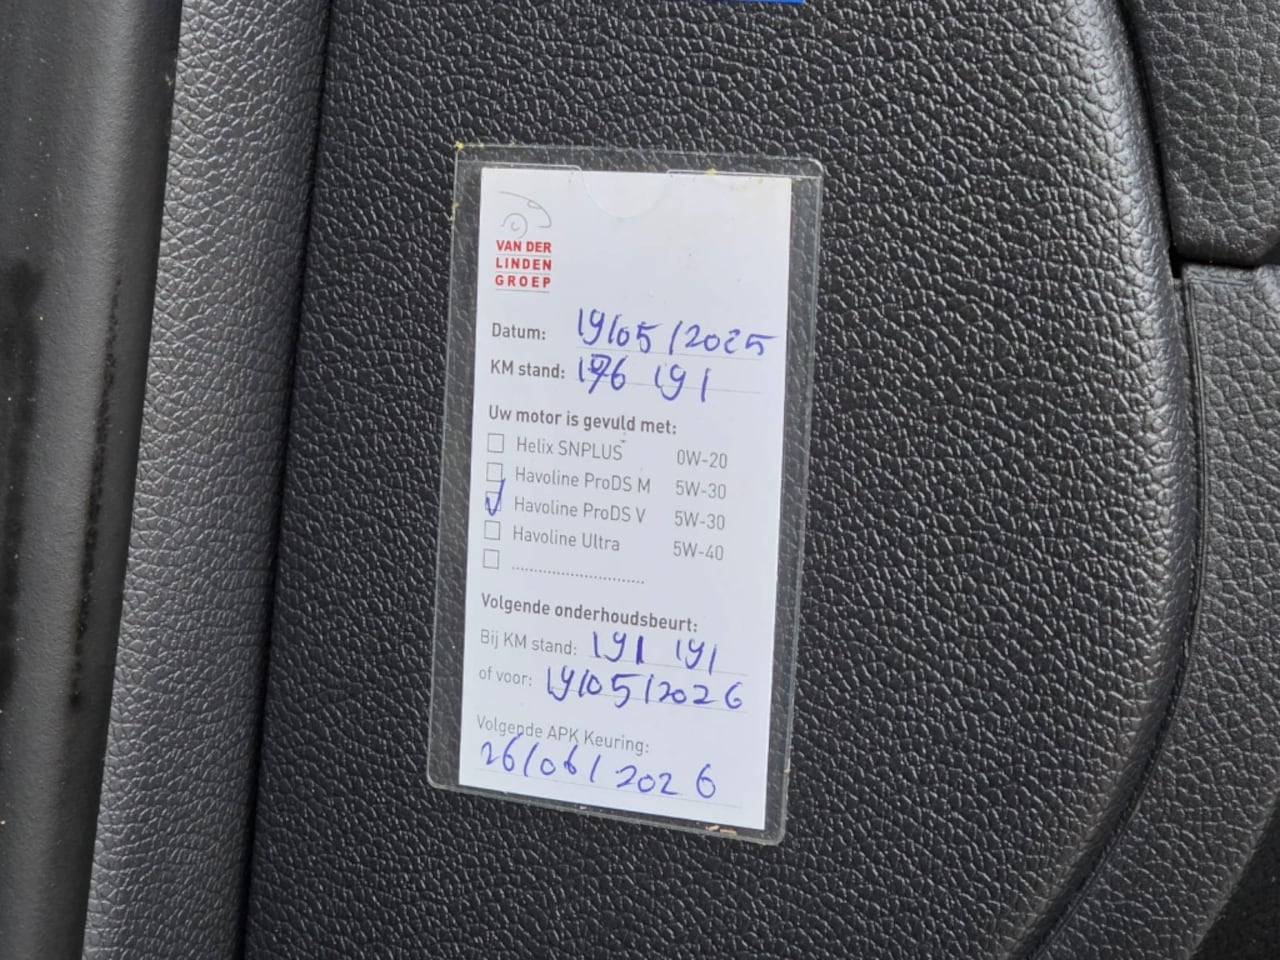 VAN DER
LINDEN
GROEP
Datum: 19/05/2025
KM stand: 176 191
Uw motor is gevuld met:
Helix SNPLUS 0W-20
Havoline ProDS M 5W-30
Havoline ProDS V 5W-30
Havoline Ultra 5W-40
..............................
Volgende onderhoudsbeurt:
Bij KM stand: 191 191
of voor: 19/05/2026
Volgende APK Keuring:
26/06/2026